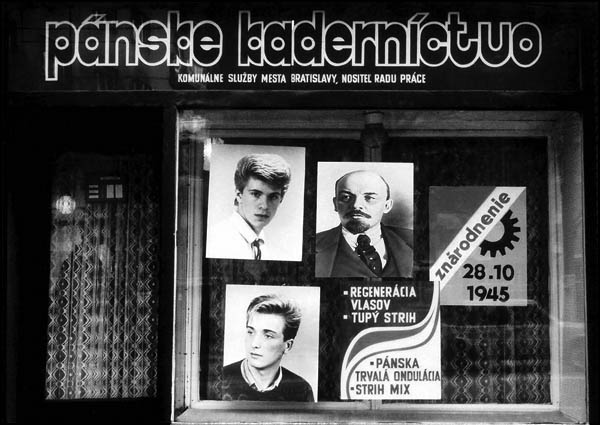 pánske kaderníctvo
KOMUNÁLNE SLUŽBY MESTA BRATISLAVY, NOSITEĽ RADU PRÁCE
znárodnenie
28.10
1945
▪ REGENERÁCIA
VLASOV
▪ TUPÝ STRIH
▪ PÁNSKA
TRVALÁ ONDULÁCIA
▪ STRIH MIX